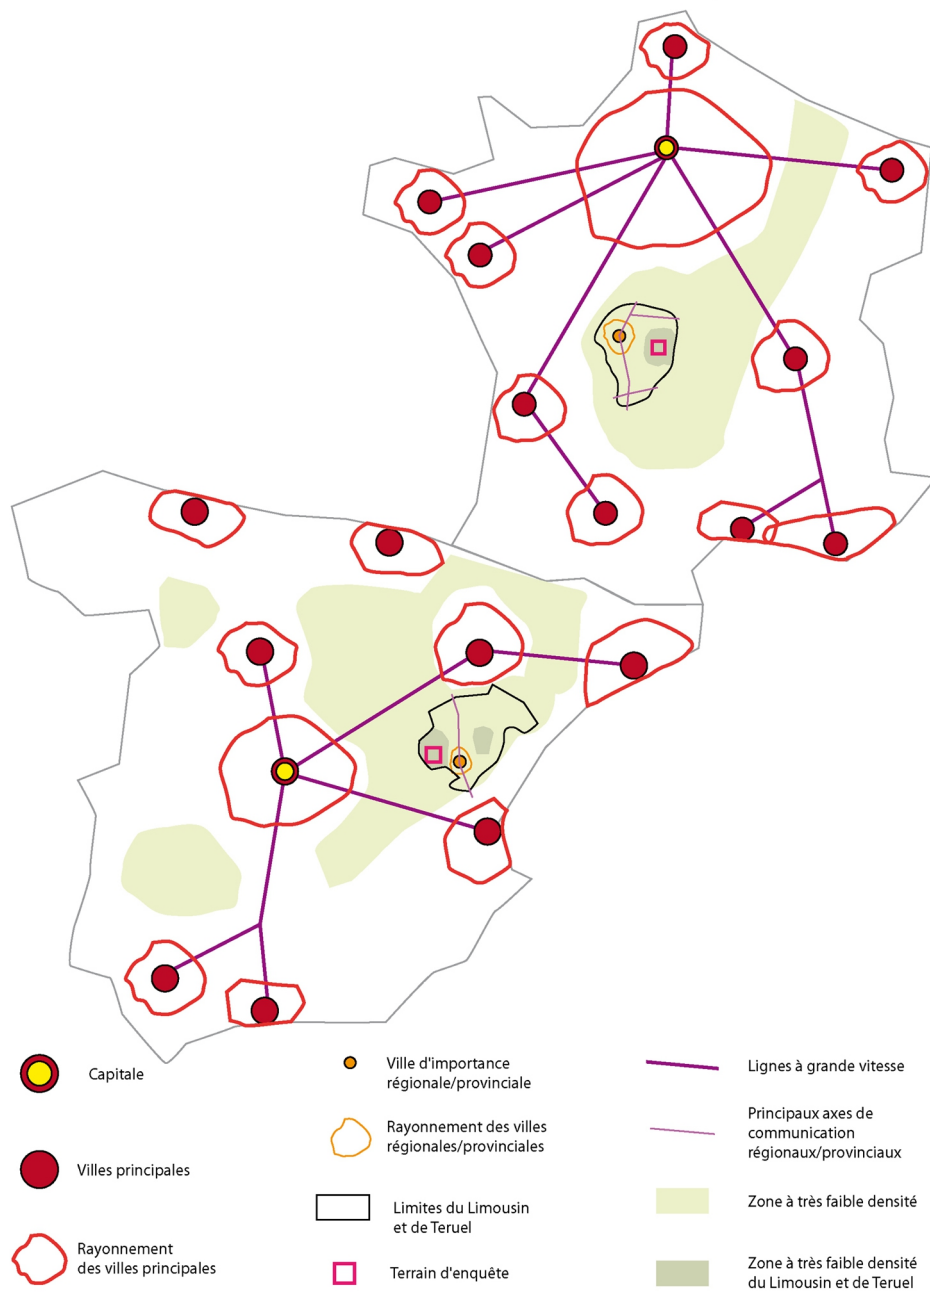 Capitale
Villes principales
Rayonnement
des villes principales
Ville d'importance
régionale/provinciale
Rayonnement des villes
régionales/provinciales
Limites du Limousin
et de Teruel
Terrain d'enquête
Lignes à grande vitesse
Principaux axes de
communication
régionaux/provinciaux
Zone à très faible densité
Zone à très faible densité
du Limousin et de Teruel